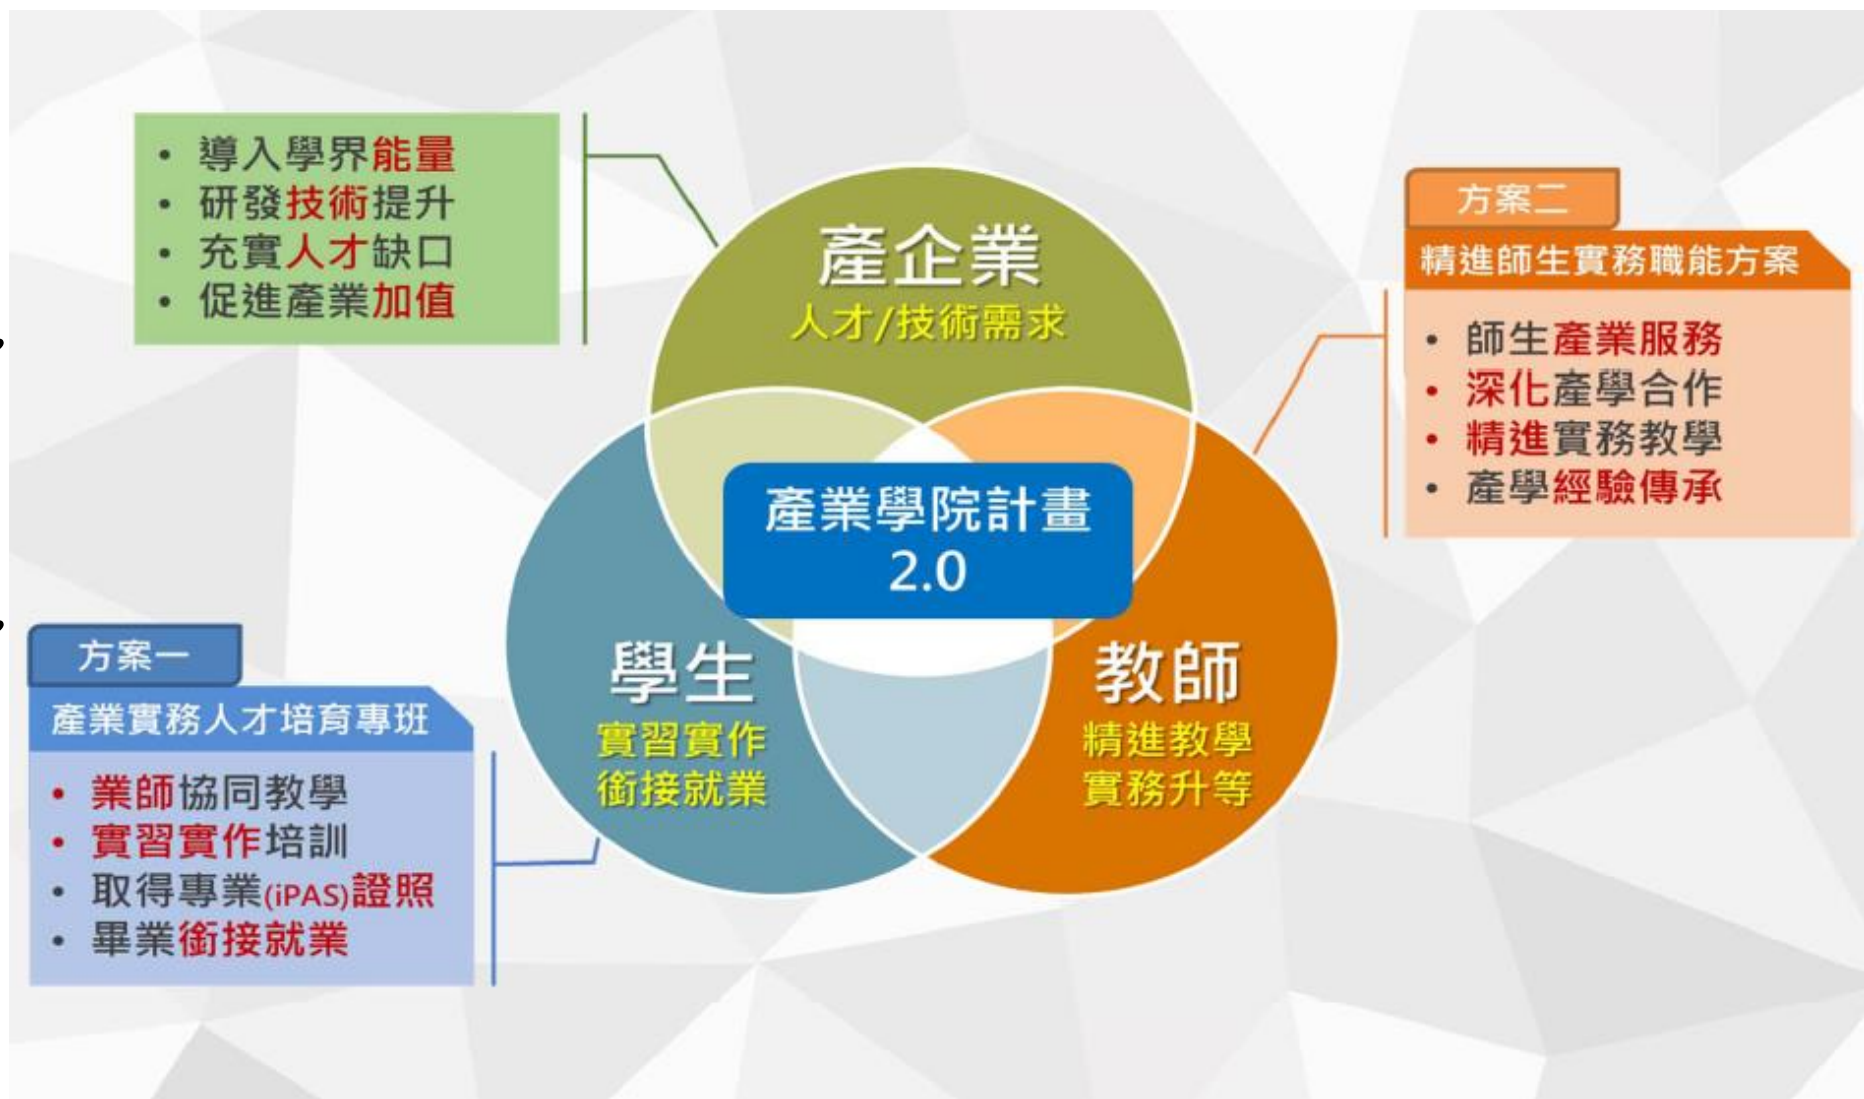 • 導入學界能量
• 研發技術提升
• 充實人才缺口
• 促進產業加值
產企業
人才/技術需求
方案二
精進師生實務職能方案
• 師生產業服務
• 深化產學合作
• 精進實務教學
• 產學經驗傳承
產業學院計畫
2.0
學生
實習實作
銜接就業
教師
精進教學
實務升等
方案一
產業實務人才培育專班
• 業師協同教學
• 實習實作培訓
• 取得專業(iPAS)證照
• 畢業銜接就業